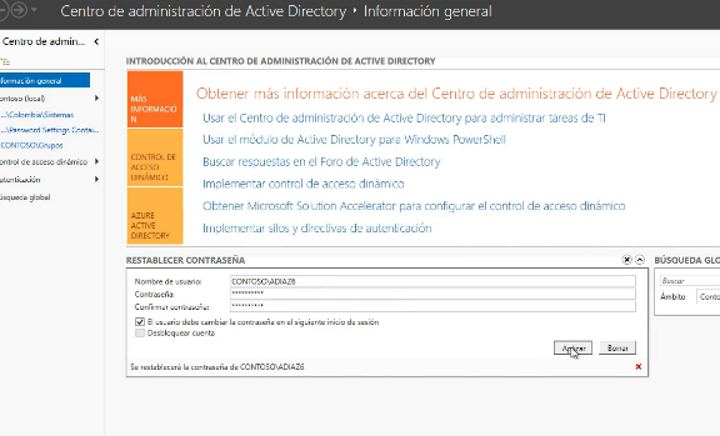 Centro de administración de Active Directory • Información general
Centro de admin...
Información general
contoso (local)
...\Colombia\Sistemas
...\Password Settings Contai...
CONTOSO\Grupos
ontrol de acceso dinámico
utenticación
úsqueda global
INTRODUCCIÓN AL CENTRO DE ADMINISTRACIÓN DE ACTIVE DIRECTORY
MÁS
INFORMACIÓ
N
CONTROL DE
ACCESO
DINÁMICO
AZURE
ACTIVE
DIRECTORY
Obtener más información acerca del Centro de administración de Active Directory
Usar el Centro de administración de Active Directory para administrar tareas de TI
Usar el módulo de Active Directory para Windows PowerShell
Buscar respuestas en el Foro de Active Directory
Implementar control de acceso dinámico
Obtener Microsoft Solution Accelerator para configurar el control de acceso dinámico
Implementar silos y directivas de autenticación
RESTABLECER CONTRASEÑA
Nombre de usuario: CONTOSO\ADIAZ6
Contraseña: **********
Confirmar contraseña: **********
El usuario debe cambiar la contraseña en el siguiente inicio de sesión
Desbloquear cuenta
Aplicar
Borrar
Se restablecerá la contraseña de CONTOSO\ADIAZ6.
BÚSQUEDA GLO
Buscar
Ámbito Conto